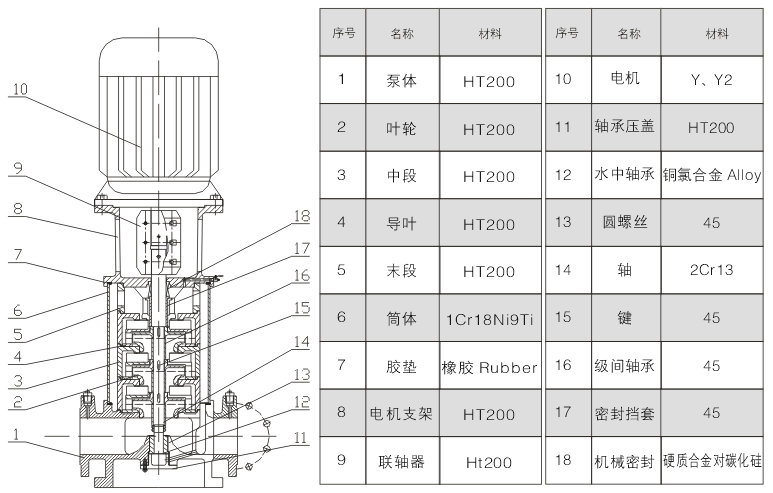 10
9
8
7
6
5
4
3
2
1
18
17
16
15
14
13
12
11
序号 名称 材料 序号 名称 材料
1 泵体 HT200 10 电机 Y、Y2
2 叶轮 HT200 11 轴承压盖 HT200
3 中段 HT200 12 水中轴承 铜氯合金 Alloy
4 导叶 HT200 13 圆螺丝 45
5 末段 HT200 14 轴 2Cr13
6 筒体 1Cr18Ni9Ti 15 键 45
7 胶垫 橡胶 Rubber 16 级间轴承 45
8 电机支架 HT200 17 密封挡套 45
9 联轴器 Ht200 18 机械密封 硬质合金对碳化硅